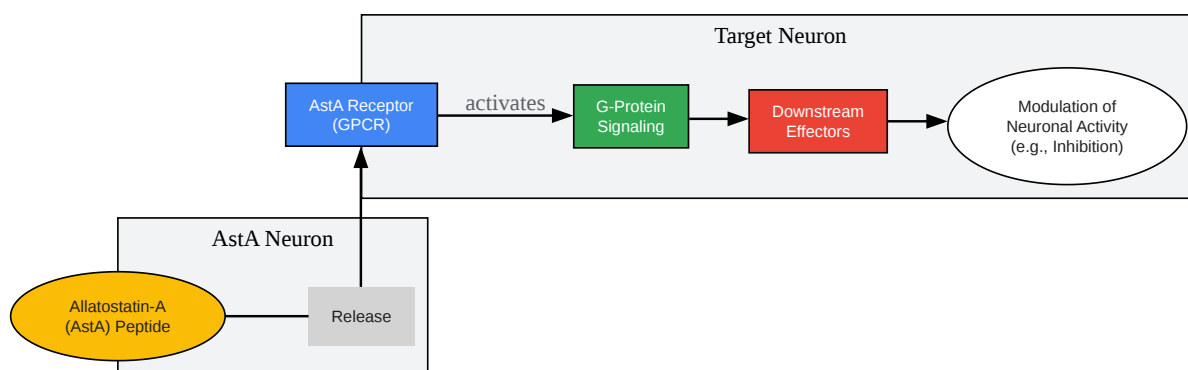 Target Neuron
AstA Receptor
(GPCR)
activates
G-Protein
Signaling
Downstream
Effectors
Modulation of
Neuronal Activity
(e.g., Inhibition)
AstA Neuron
Allatostatin-A
(AstA) Peptide
Release